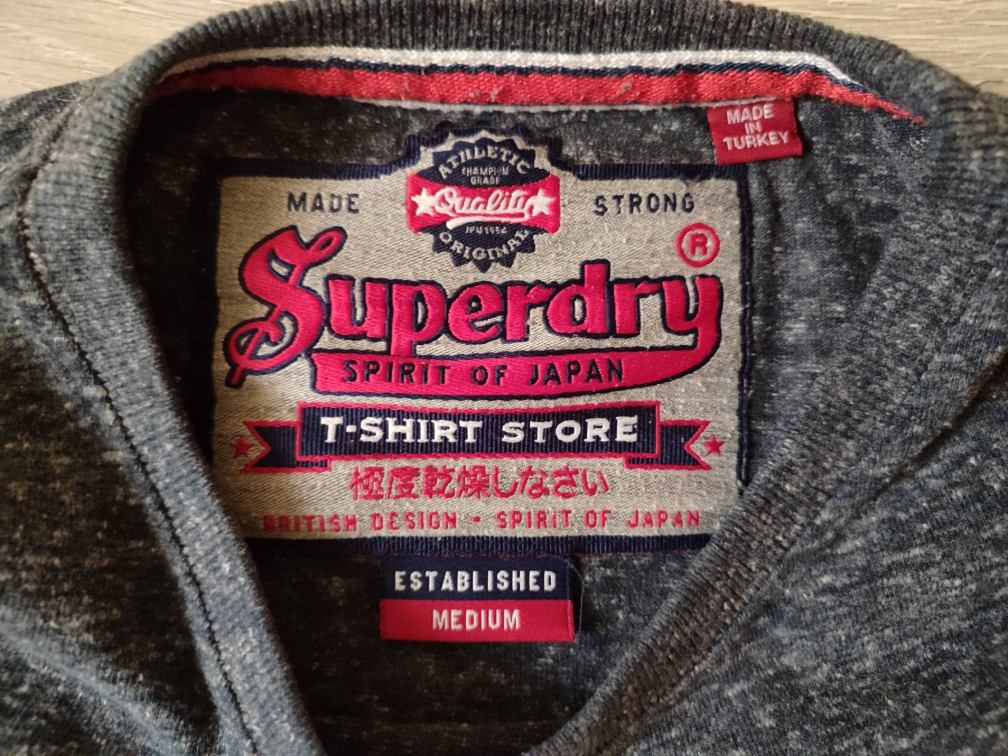 MADE
IN
TURKEY
ATHLETIC
CHAMPION
GRADE
MADE
Quality
STRONG
JPN1954
ORIGINAL
®
Superdry
SPIRIT OF JAPAN
T-SHIRT STORE
極度乾燥しなさい
BRITISH DESIGN - SPIRIT OF JAPAN
ESTABLISHED
MEDIUM